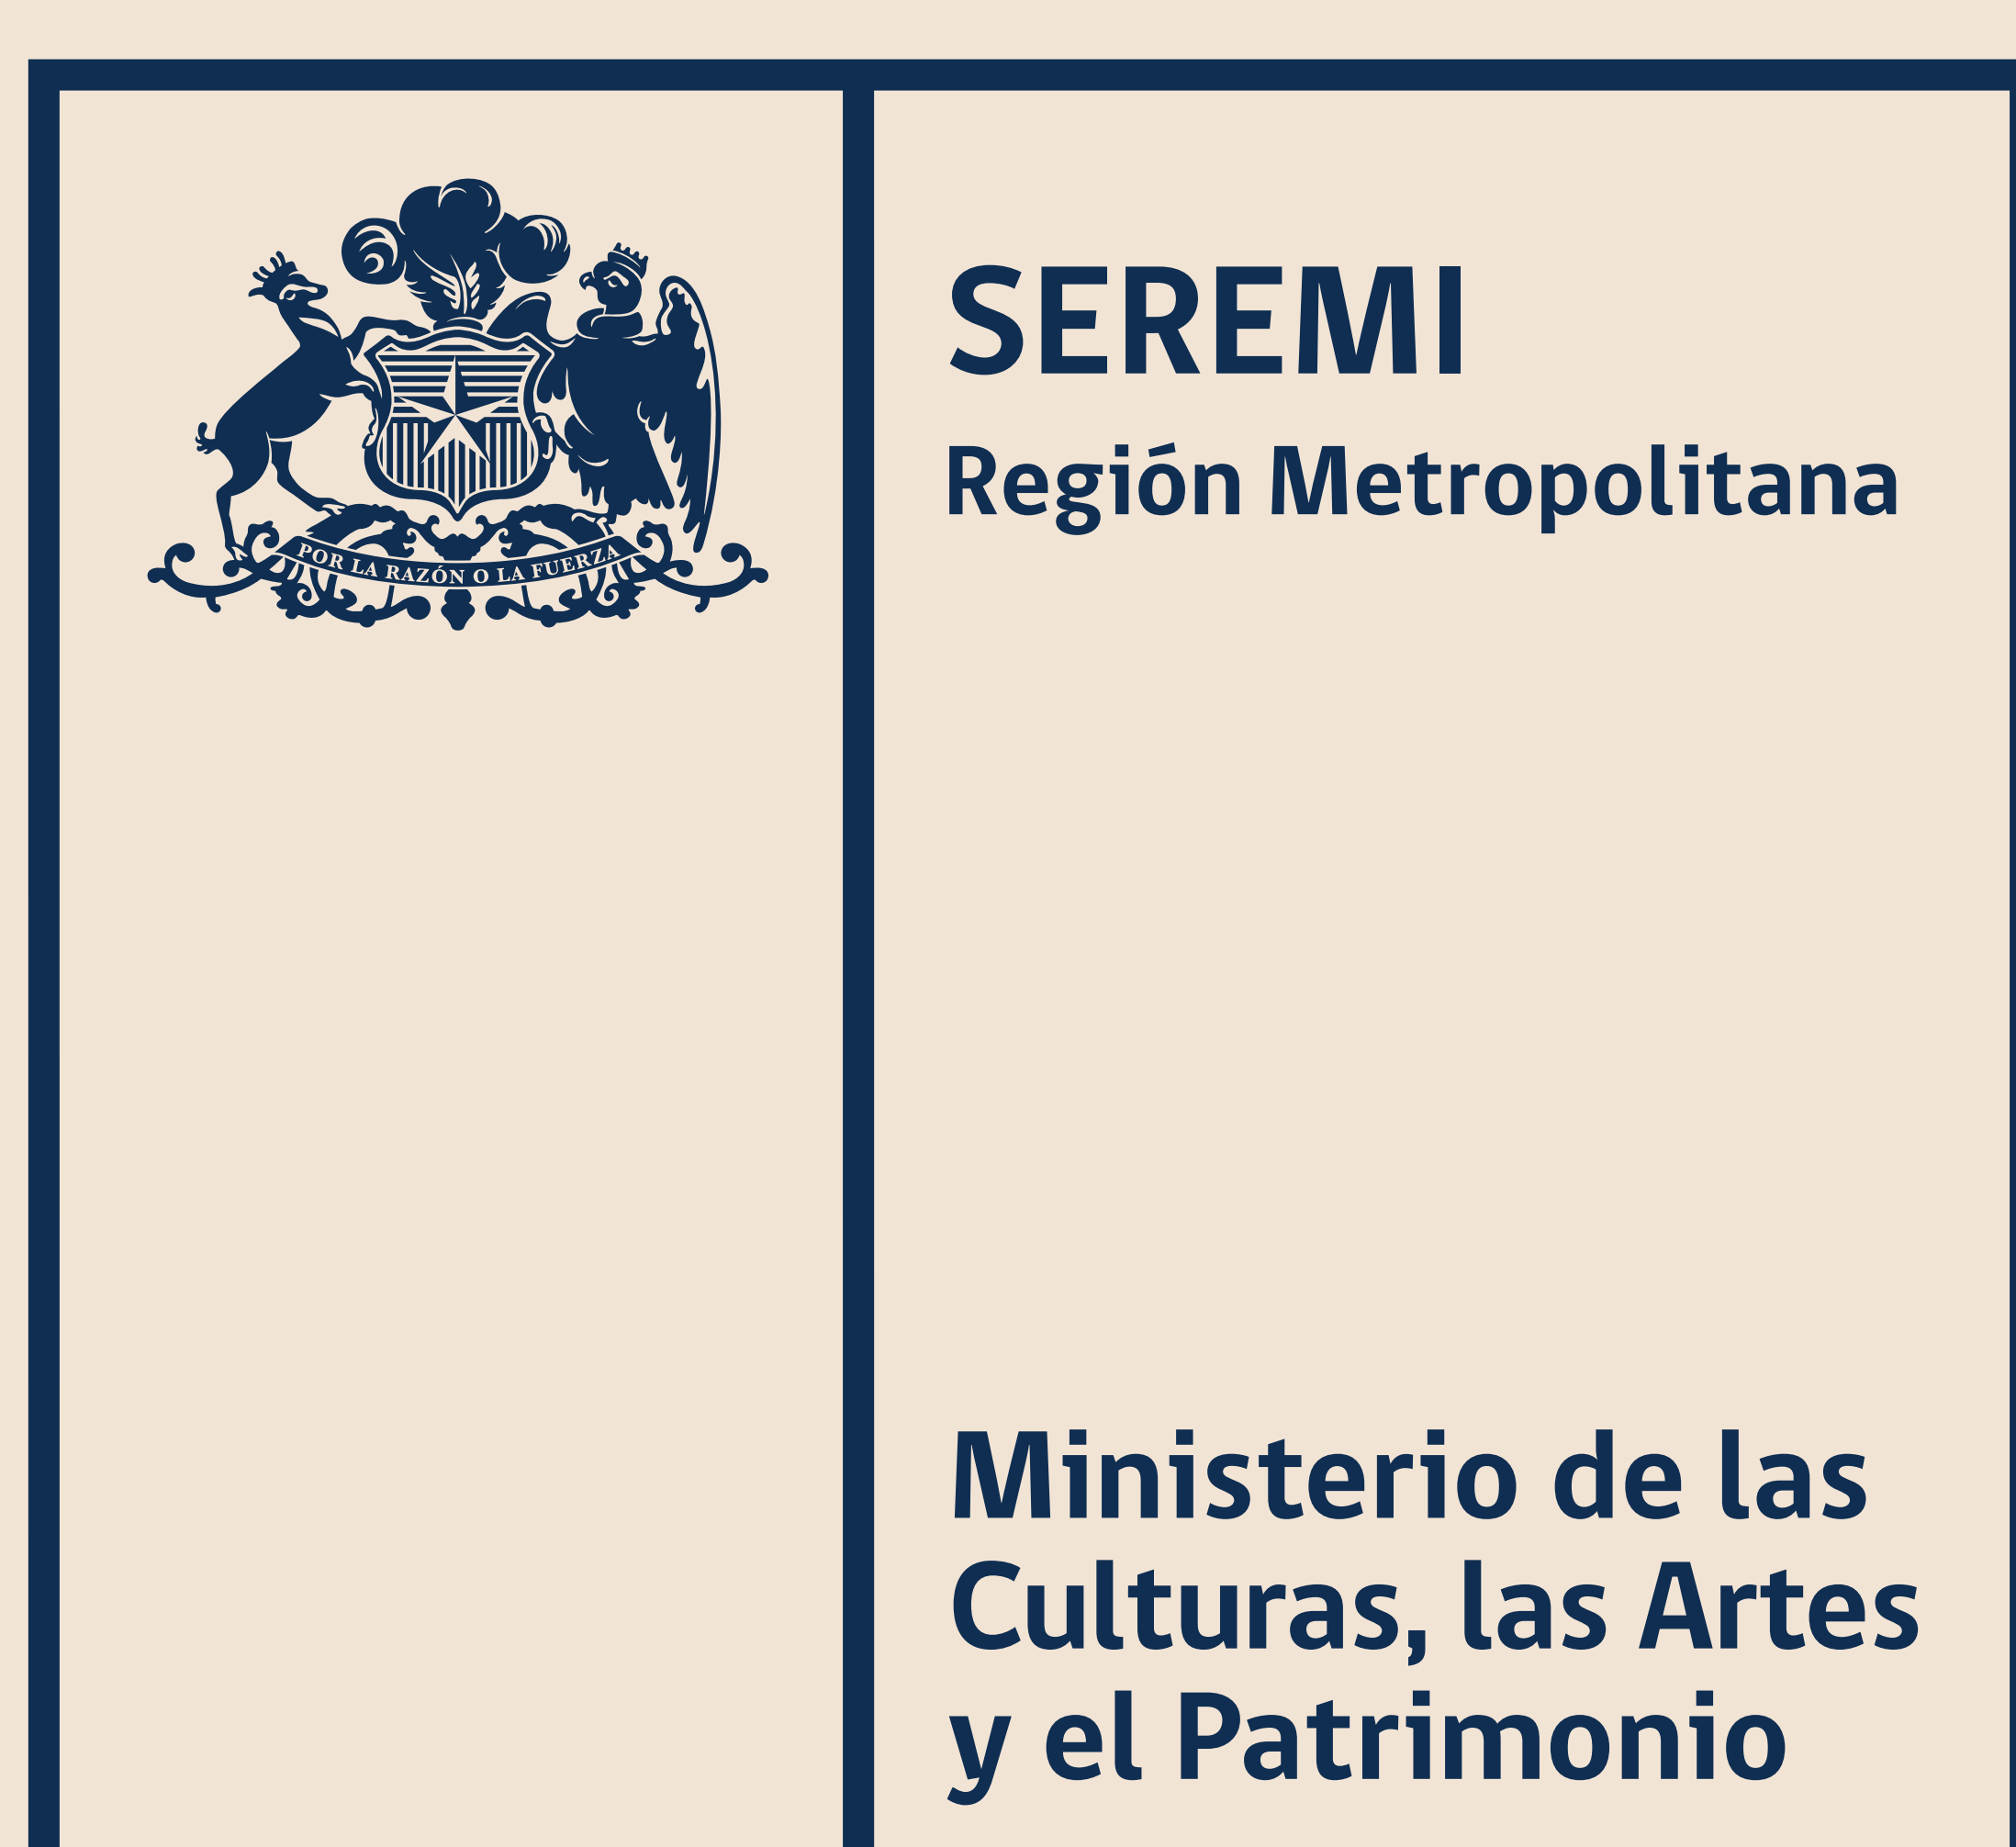 POR LA RAZÓN O LA FUERZA
SEREMI
Región Metropolitana
Ministerio de las
Culturas, las Artes
y el Patrimonio